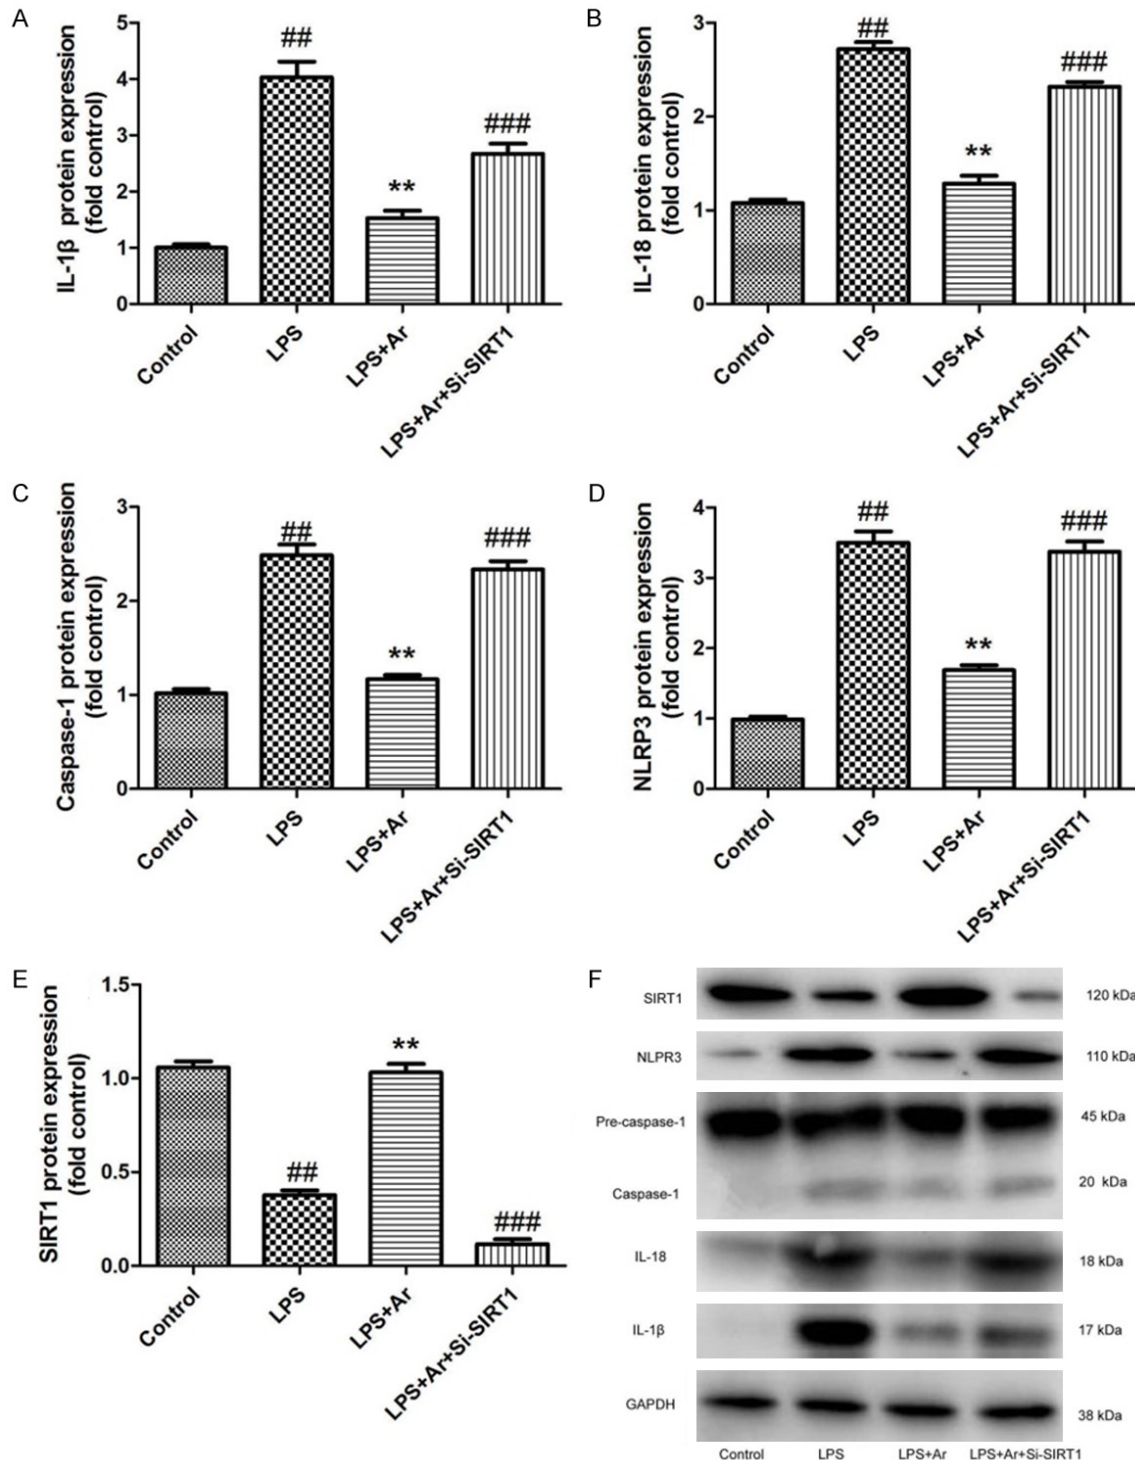 A
IL-1β protein expression
(fold control)
5
4
3
2
1
0
##
**
###
Control
LPS
LPS+Ar
LPS+Ar+Si-SIRT1
B
IL-18 protein expression
(fold control)
3
2
1
0
##
**
###
Control
LPS
LPS+Ar
LPS+Ar+Si-SIRT1
C
Caspase-1 protein expression
(fold control)
3
2
1
0
##
**
###
Control
LPS
LPS+Ar
LPS+Ar+Si-SIRT1
D
NLRP3 protein expression
(fold control)
4
3
2
1
0
##
**
###
Control
LPS
LPS+Ar
LPS+Ar+Si-SIRT1
E
SIRT1 protein expression
(fold control)
1.5
1.0
0.5
0.0
##
**
###
Control
LPS
LPS+Ar
LPS+Ar+Si-SIRT1
F
SIRT1 120 kDa
NLPR3 110 kDa
Pre-caspase-1 45 kDa
Caspase-1 20 kDa
IL-18 18 kDa
IL-1β 17 kDa
GAPDH 38 kDa
Control LPS LPS+Ar LPS+Ar+Si-SIRT1